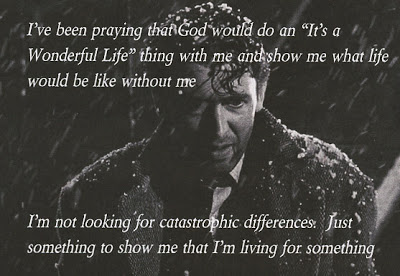 I've been praying that God would do an "It's a
Wonderful Life" thing with me and show me what life
would be like without me
I'm not looking for catastrophic differences.  Just
something to show me that I'm living for something